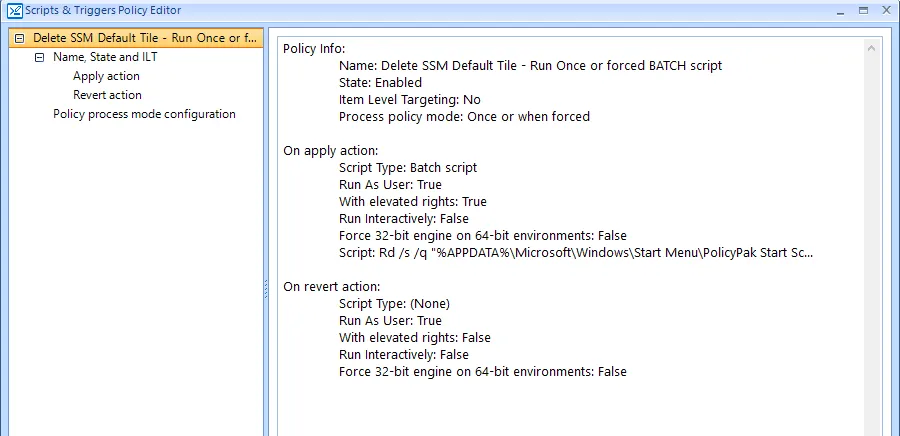 Scripts & Triggers Policy Editor
Delete SSM Default Tile - Run Once or f...
Name, State and ILT
Apply action
Revert action
Policy process mode configuration
Policy Info:
Name: Delete SSM Default Tile - Run Once or forced BATCH script
State: Enabled
Item Level Targeting: No
Process policy mode: Once or when forced
On apply action:
Script Type: Batch script
Run As User: True
With elevated rights: True
Run Interactively: False
Force 32-bit engine on 64-bit environments: False
Script: Rd /s /q "%APPDATA%\Microsoft\Windows\Start Menu\PolicyPak Start Sc...
On revert action:
Script Type: (None)
Run As User: True
With elevated rights: False
Run Interactively: False
Force 32-bit engine on 64-bit environments: False